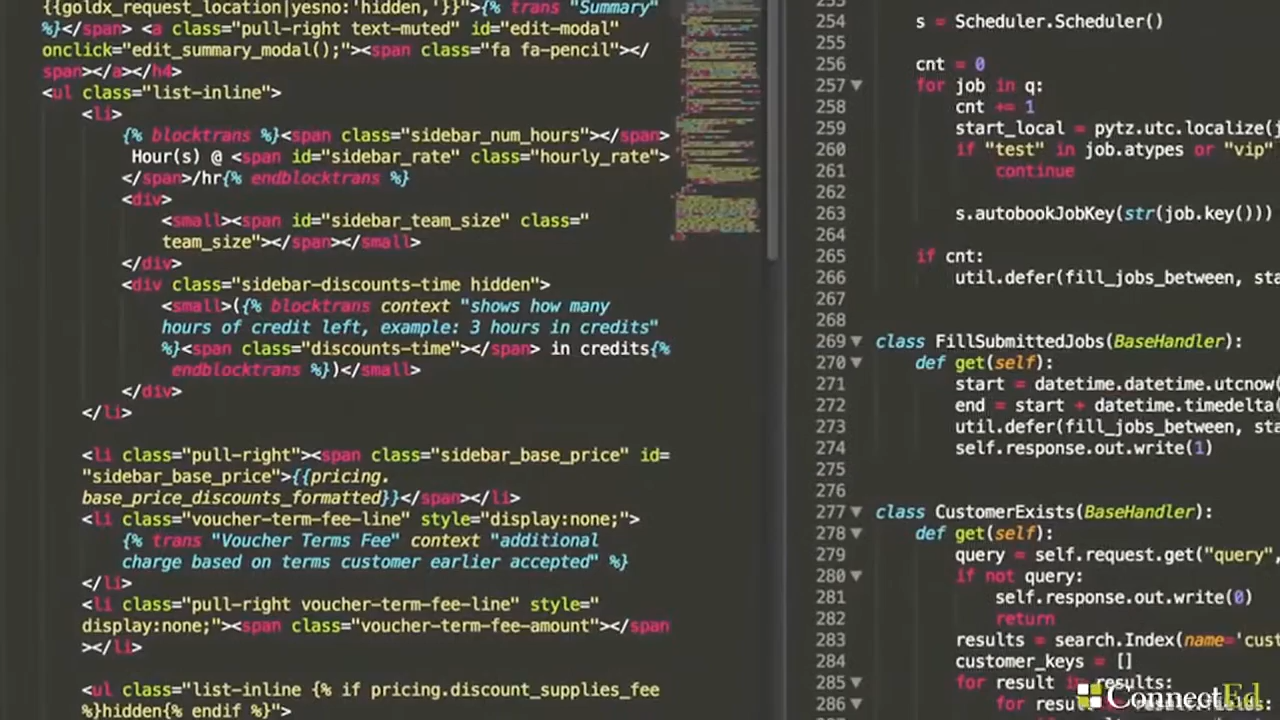 {{goldx_request_location|yesno:'hidden,'}}">{% trans "Summary"
%}</span> <a class="pull-right text-muted" id="edit-modal"
onclick="edit_summary_modal();"><span class="fa fa-pencil"></
span></a></h4>
<ul class="list-inline">
<li>
{% blocktrans %}<span class="sidebar_num_hours"></span>
Hour(s) @ <span id="sidebar_rate" class="hourly_rate">
</span>/hr{% endblocktrans %}
<div>
<small><span id="sidebar_team_size" class="
team_size"></span></small>
</div>
<div class="sidebar-discounts-time hidden">
<small>({% blocktrans context "shows how many
hours of credit left, example: 3 hours in credits"
%}<span class="discounts-time"></span> in credits{%
endblocktrans %})</small>
</div>
</li>
<li class="pull-right"><span class="sidebar_base_price" id=
"sidebar_base_price">{{pricing.
base_price_discounts_formatted}}</span></li>
<li class="voucher-term-fee-line" style="display:none;">
{% trans "Voucher Terms Fee" context "additional
charge based on terms customer earlier accepted" %}
</li>
<li class="pull-right voucher-term-fee-line" style="
display:none;"><span class="voucher-term-fee-amount"></span
></li>
<ul class="list-inline {% if pricing.discount_supplies_fee
%}hidden{% endif %}">
254 s = Scheduler.Scheduler()
255
256 cnt = 0
257 for job in q:
258 cnt += 1
259 start_local = pytz.utc.localize(
260 if "test" in job.atypes or "vip"
261 continue
262
263 s.autobookJobKey(str(job.key()))
264
265 if cnt:
266 util.defer(fill_jobs_between, sta
267
268
269 class FillSubmittedJobs(BaseHandler):
270 def get(self):
271 start = datetime.datetime.utcnow
272 end = start + datetime.timedelta(
273 util.defer(fill_jobs_between, sta
274 self.response.out.write(1)
275
276
277 class CustomerExists(BaseHandler):
278 def get(self):
279 query = self.request.get("query",
280 if not query:
281 self.response.out.write(0)
282 return
283 results = search.Index(name='cust
284 customer_keys = []
285 for result in results:
286 for result
ConnectEd